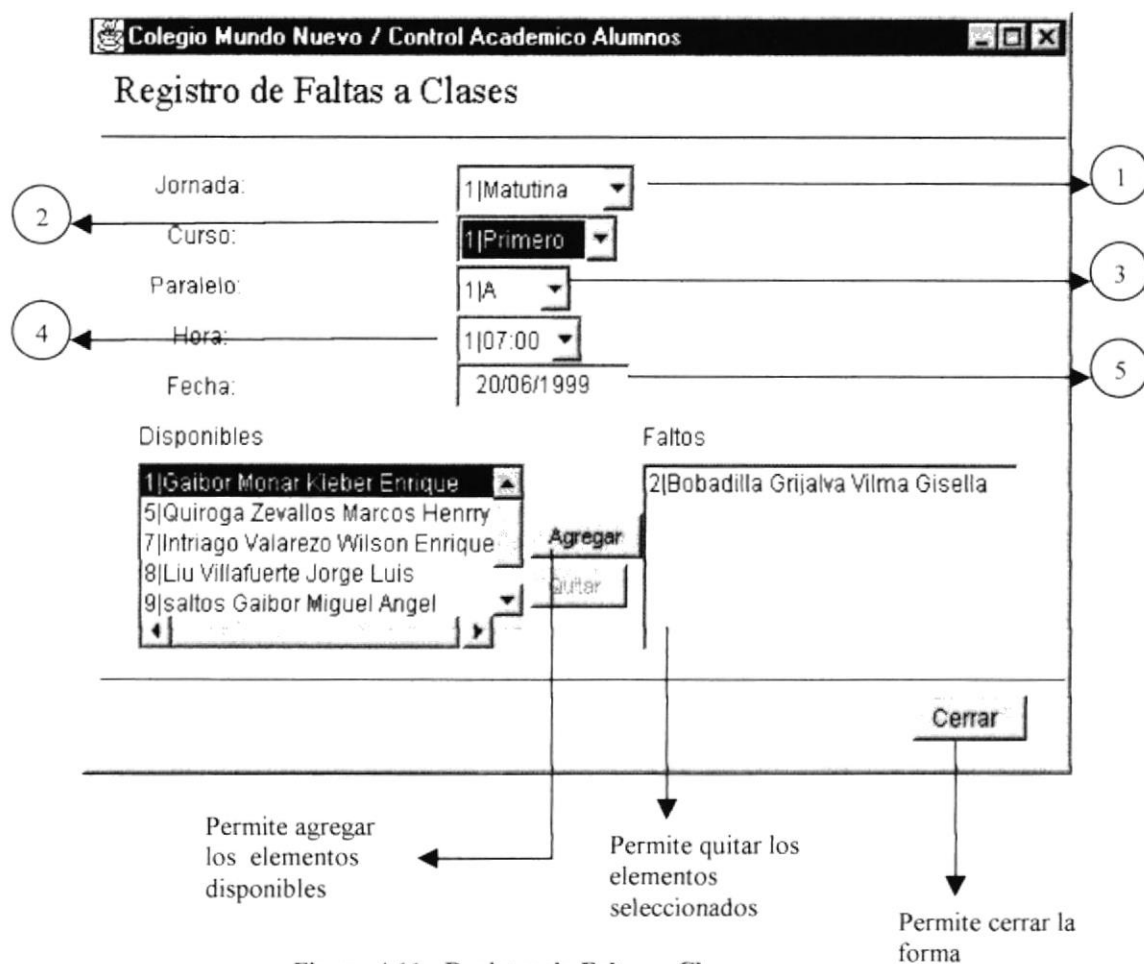 Colegio Mundo Nuevo / Control Academico Alumnos
Registro de Faltas a Clases
Jornada:
1|Matutina
1
2
Curso:
1|Primero
Paralelo:
1|A
3
4
Hora:
1|07:00
Fecha:
20/06/1999
5
Disponibles
Faltos
1|Gaibor Monar Kleber Enrique
2|Bobadilla Grijalva Vilma Gisella
5|Quiroga Zevallos Marcos Henrry
7|Intriago Valarezo Wilson Enrique
Agregar
8|Liu Villafuerte Jorge Luis
Quitar
9|saltos Gaibor Miguel Angel
Cerrar
Permite agregar
los elementos
disponibles
Permite quitar los
elementos
seleccionados
Permite cerrar la
forma